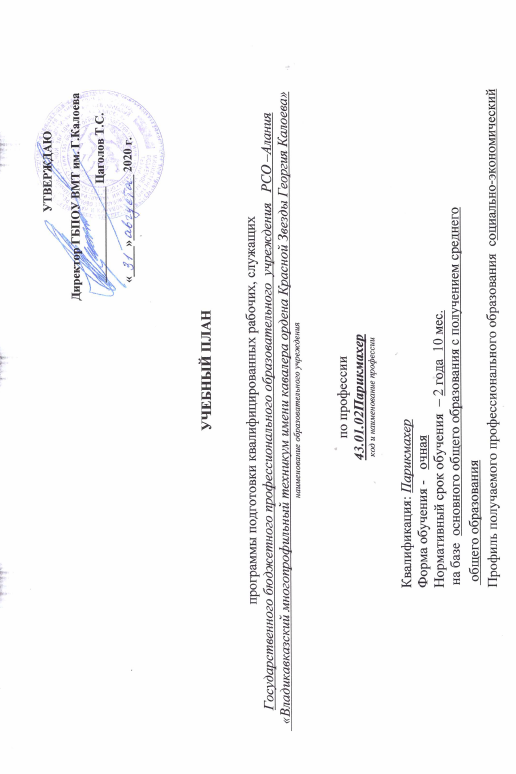 УТВЕРЖДАЮ
Директор ГБПОУ ВМТ им. Г.Калоева
Цаголов Т.С.
« 31 » августа 2020 г.
УЧЕБНЫЙ ПЛАН
программы подготовки квалифицированных рабочих, служащих
Государственного бюджетного профессионального образовательного учреждения РСО –Алания
«Владикавказский многопрофильный техникум имени кавалера ордена Красной Звезды Георгия Калоева»
наименование образовательного учреждения
по профессии
43.01.02Парикмахер
код и наименование профессии
Квалификация: Парикмахер
Форма обучения - очная
Нормативный срок обучения – 2 года 10 мес.
на базе основного общего образования с получением среднего
общего образования
Профиль получаемого профессионального образования социально-экономический